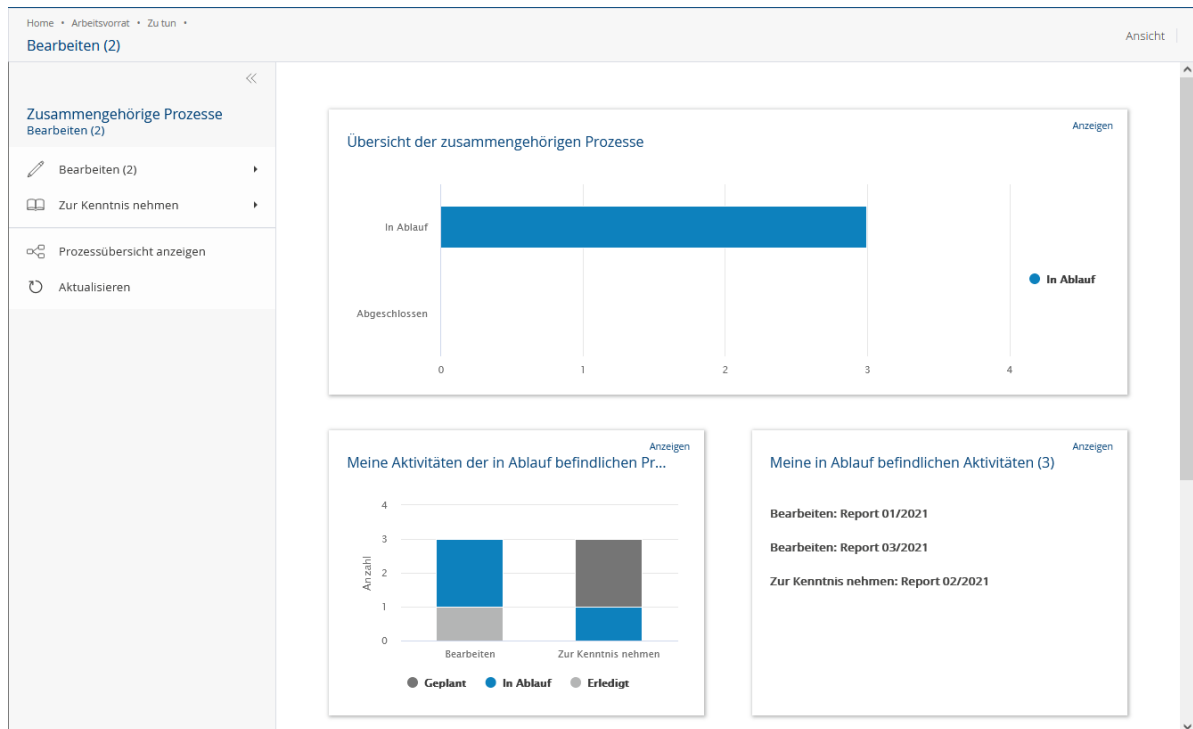 Home • Arbeitsvorrat • Zu tun •
Bearbeiten (2)
Ansicht
Zusammengehörige Prozesse
Bearbeiten (2)
Bearbeiten (2)
Zur Kenntnis nehmen
Prozessübersicht anzeigen
Aktualisieren
Anzeigen
Übersicht der zusammengehörigen Prozesse
In Ablauf
Abgeschlossen
0 1 2 3 4
In Ablauf
Anzeigen
Meine Aktivitäten der in Ablauf befindlichen Pr...
Anzahl
4
3
2
1
0
Bearbeiten Zur Kenntnis nehmen
Geplant In Ablauf Erledigt
Anzeigen
Meine in Ablauf befindlichen Aktivitäten (3)
Bearbeiten: Report 01/2021
Bearbeiten: Report 03/2021
Zur Kenntnis nehmen: Report 02/2021